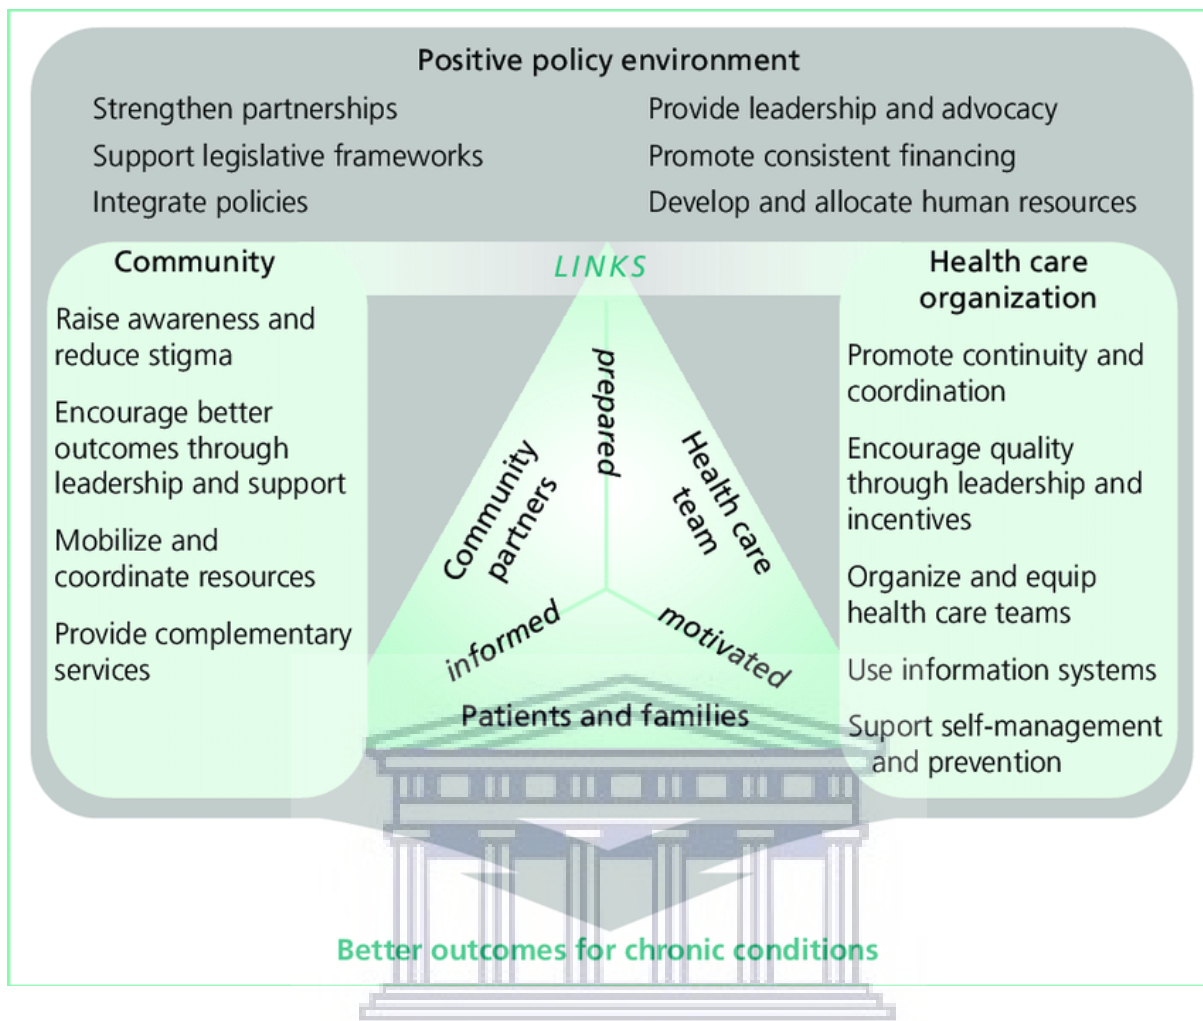 Positive policy environment
Strengthen partnerships
Support legislative frameworks
Integrate policies
Provide leadership and advocacy
Promote consistent financing
Develop and allocate human resources
Community
Raise awareness and
reduce stigma
Encourage better
outcomes through
leadership and support
Mobilize and
coordinate resources
Provide complementary
services
LINKS
prepared
Community
partners
Health care
team
informed
motivated
Patients and families
Health care
organization
Promote continuity and
coordination
Encourage quality
through leadership and
incentives
Organize and equip
health care teams
Use information systems
Suport self-management
and prevention
Better outcomes for chronic conditions